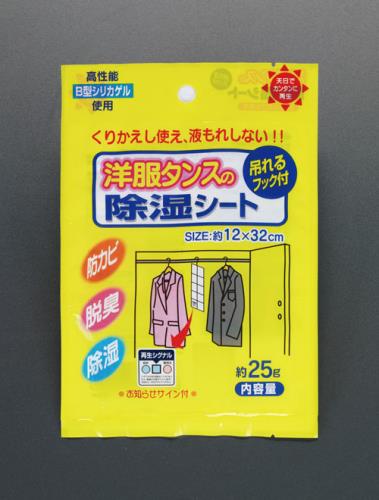 高性能
B型シリカゲル
使用
天日で
カンタンに
再生
くりかえし使え、液もれしない!!
洋服タンスの
吊れる
フック付
除湿シート
SIZE:約12×32cm
防カビ
脱臭
除湿
再生シグナル
約25g
内容量
※お知らせサイン付※